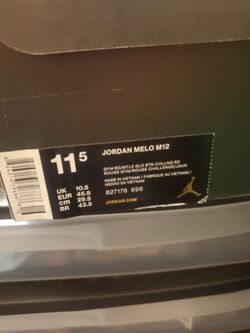 JORDAN MELO M12
11 5
GYM RD/MTLC GLD STR-CHLLNG RD
ROUGE GYM/ROUGE CHALLENGE/JAUN
MADE IN VIETNAM / FABRIQUE AU VIETNAM /
HECHO EN VIETNAM
UK 10.5
EUR 45.5
cm 29.5
BR 43.5
827176 696
JORDAN.COM